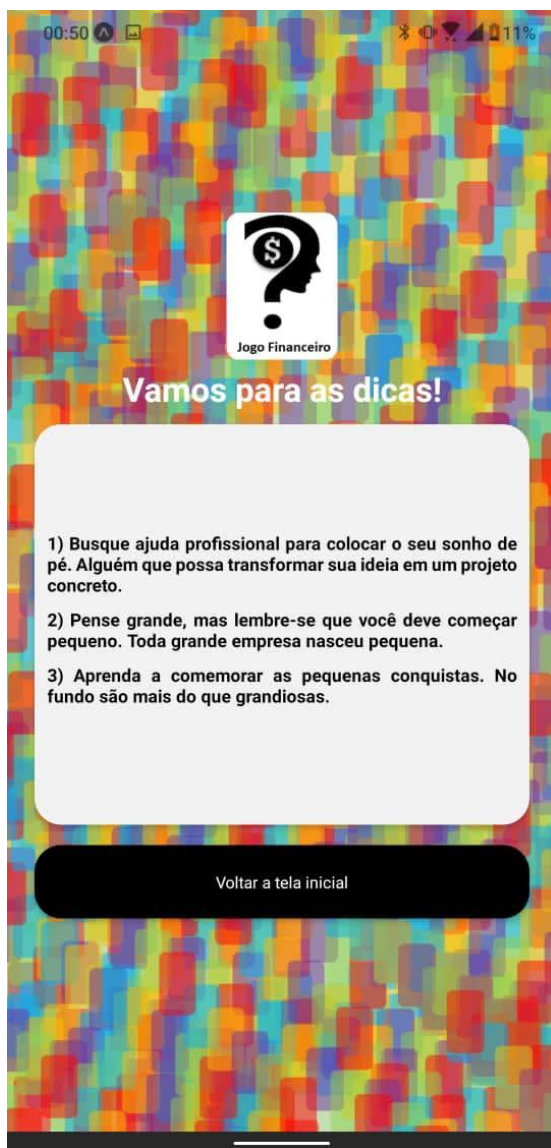 00:50
11%
$
Jogo Financeiro
Vamos para as dicas!
1) Busque ajuda profissional para colocar o seu sonho de
pé. Alguém que possa transformar sua ideia em um projeto
concreto.
2) Pense grande, mas lembre-se que você deve começar
pequeno. Toda grande empresa nasceu pequena.
3) Aprenda a comemorar as pequenas conquistas. No
fundo são mais do que grandiosas.
Voltar a tela inicial